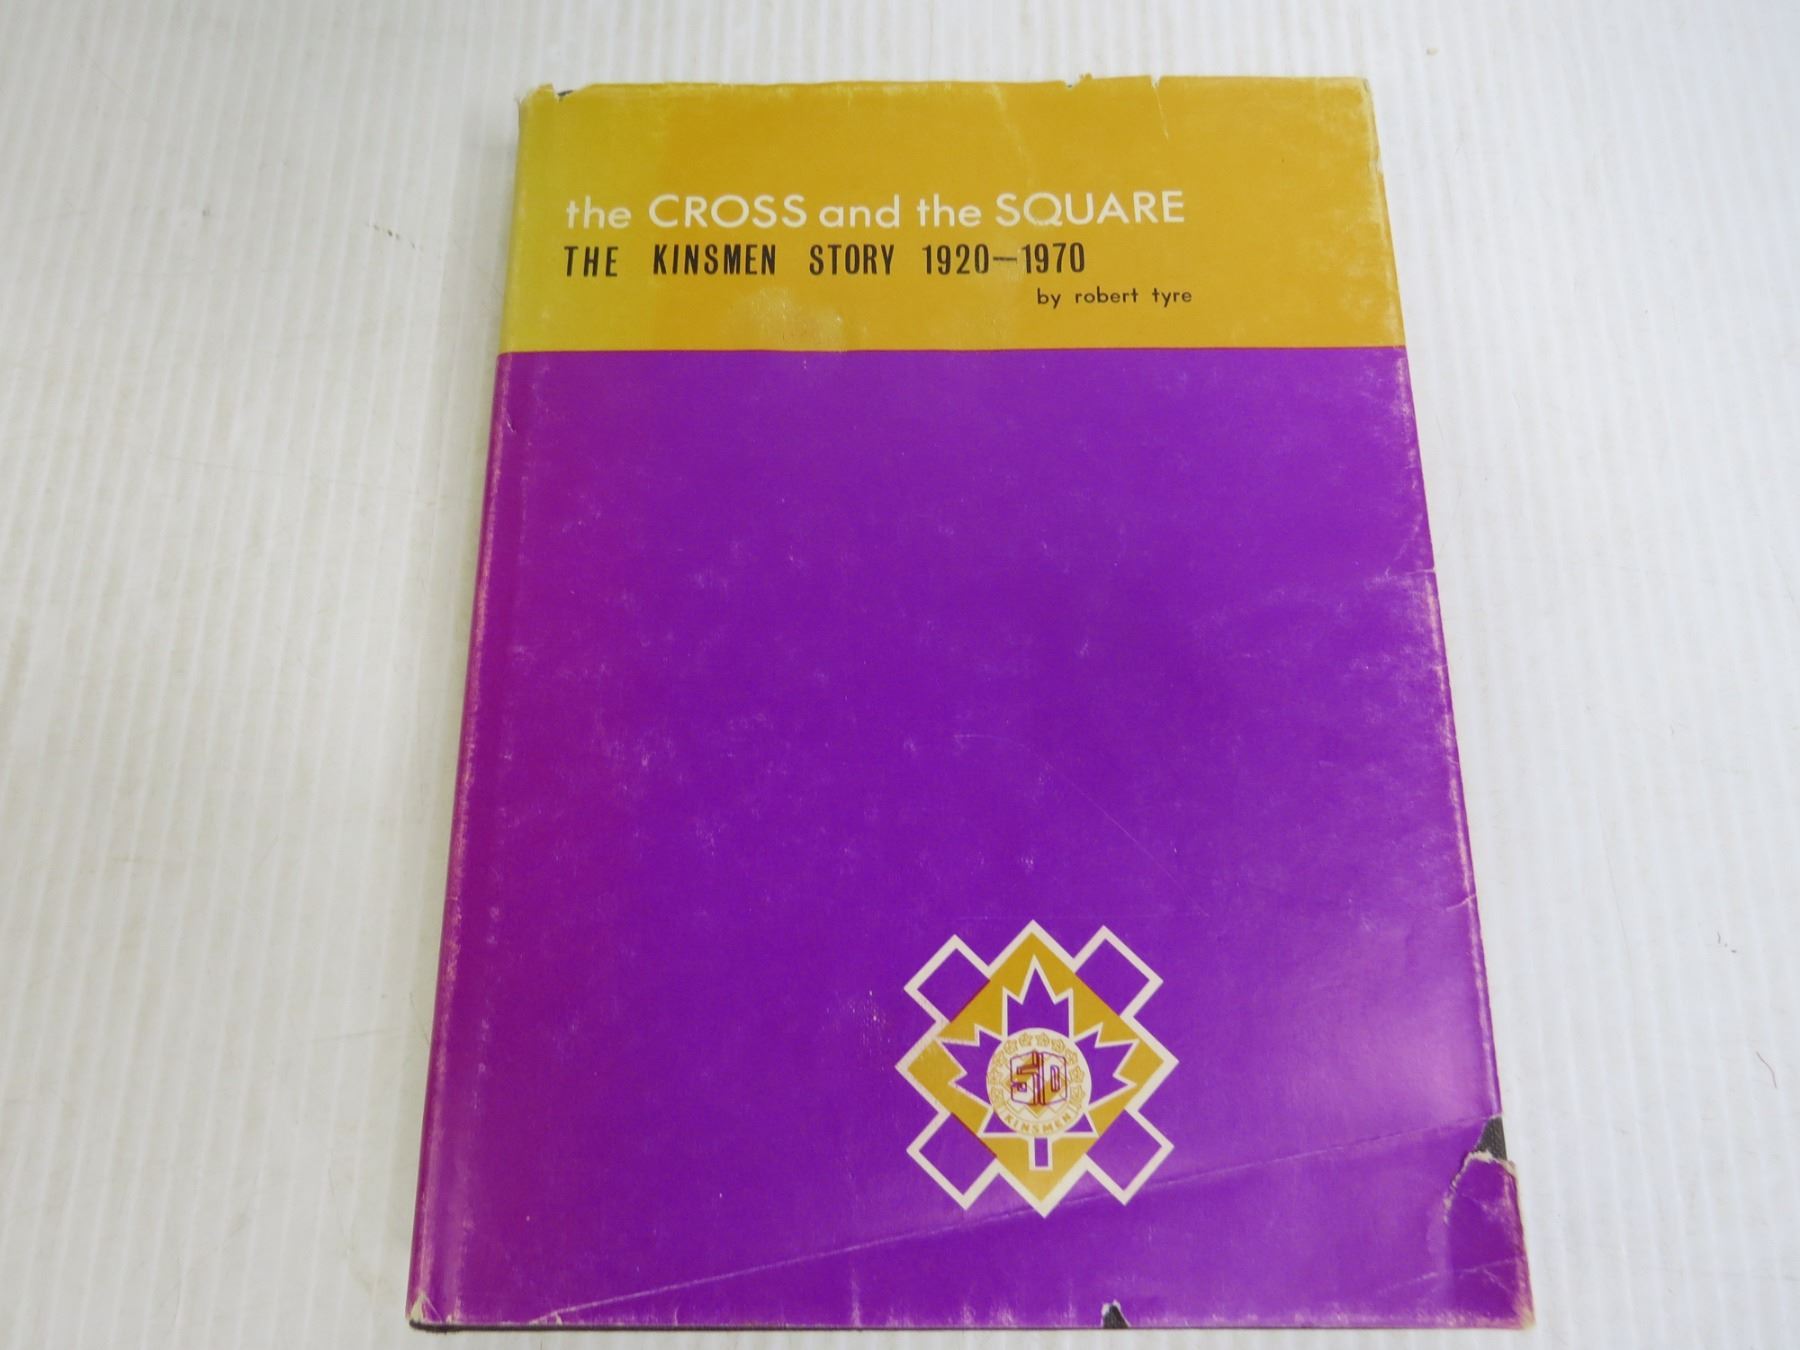 the CROSS and the SQUARE
THE KINSMEN STORY 1920—1970
by robert tyre
50
KINSMEN